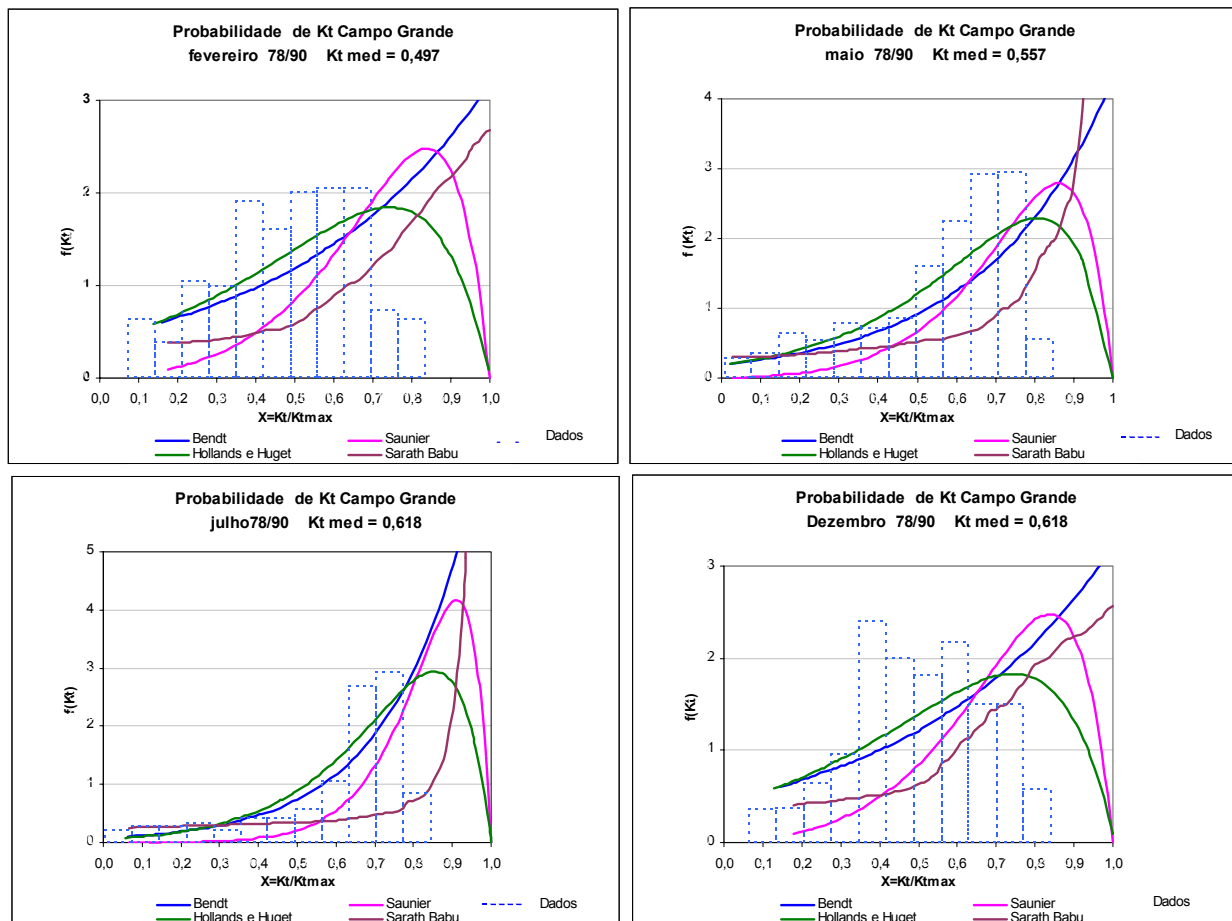 Probabilidade de Kt Campo Grande
fevereiro 78/90 Kt med = 0,497
f(Kt)
3
2
1
0
0,0 0,1 0,2 0,3 0,4 0,5 0,6 0,7 0,8 0,9 1,0
X=Kt/Ktmax
Bendt Saunier Dados
Hollands e Huget Sarath Babu
Probabilidade de Kt Campo Grande
maio 78/90 Kt med = 0,557
f(Kt)
4
3
2
1
0
0 0,1 0,2 0,3 0,4 0,5 0,6 0,7 0,8 0,9 1
X=Kt/Ktmax
Bendt Saunier Dados
Hollands e Huget Sarath Babu
Probabilidade de Kt Campo Grande
julho78/90 Kt med = 0,618
f(Kt)
5
4
3
2
1
0
0,0 0,1 0,2 0,3 0,4 0,5 0,6 0,7 0,8 0,9 1,0
X=Kt/Ktmax
Bendt Saunier Dados
Hollands e Huget Sarath Babu
Probabilidade de Kt Campo Grande
Dezembro 78/90 Kt med = 0,618
f(Kt)
3
2
1
0
0,0 0,1 0,2 0,3 0,4 0,5 0,6 0,7 0,8 0,9 1,0
X=Kt/Ktmax
Bendt Saunier Dados
Hollands e Huget Sarath Babu